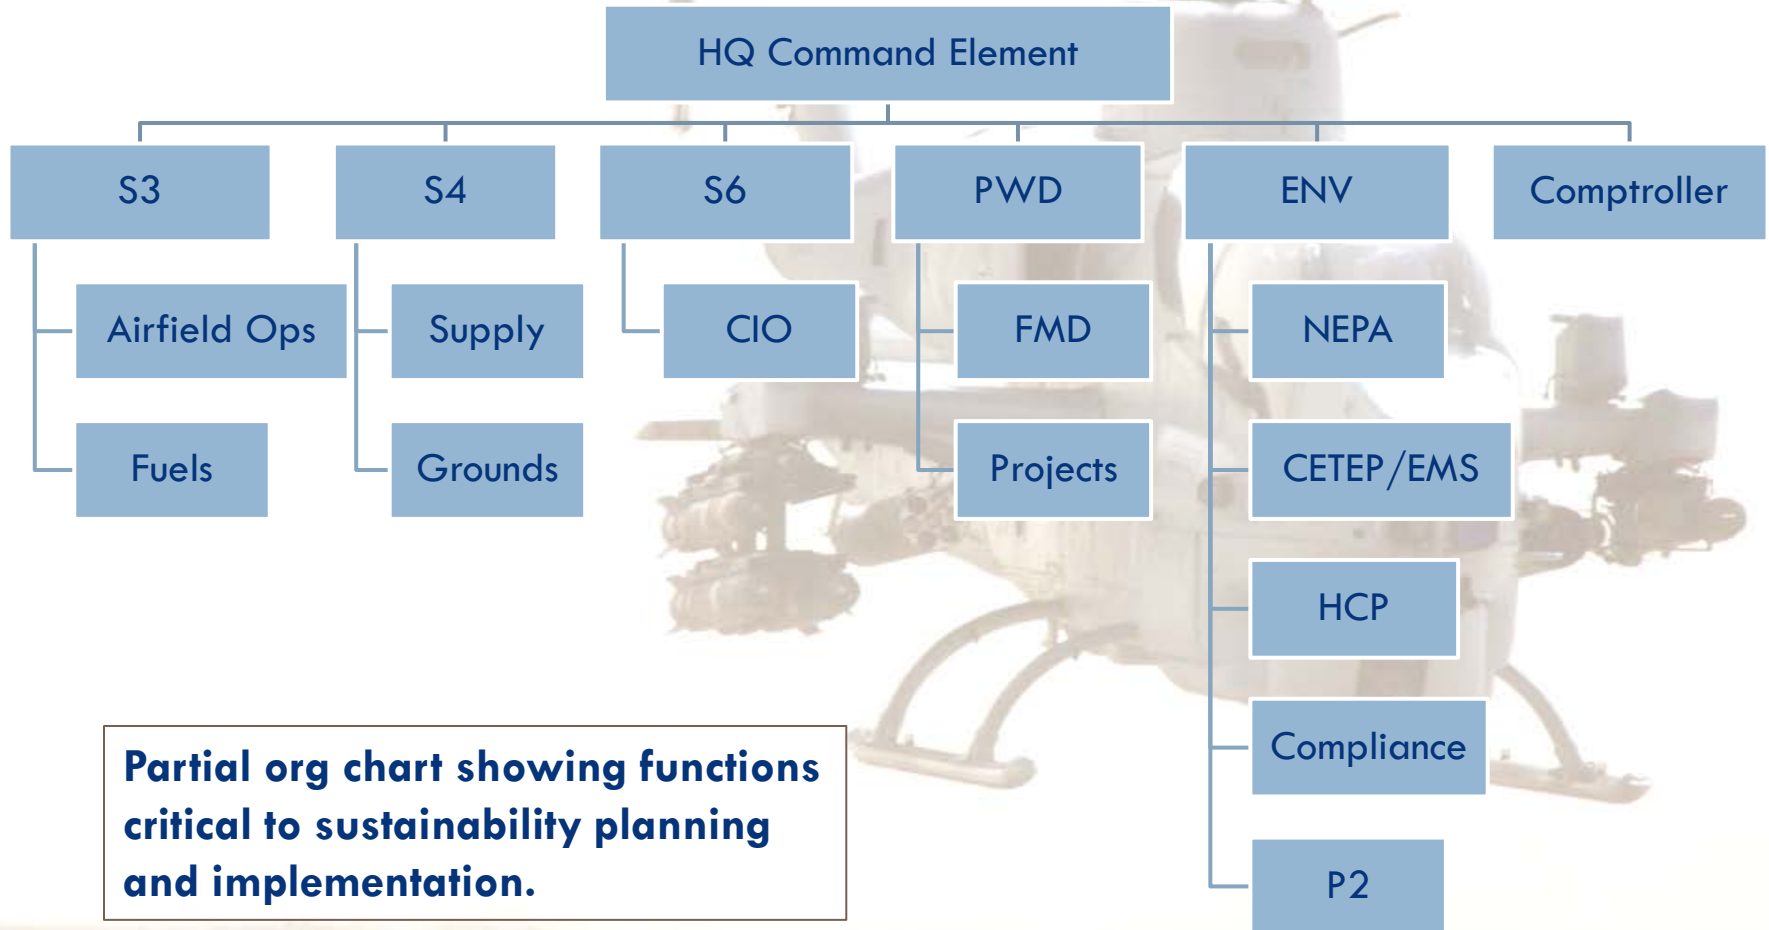 HQ Command Element
S3
S4
S6
PWD
ENV
Comptroller
Airfield Ops
Supply
CIO
FMD
NEPA
Fuels
Grounds
Projects
CETEP/EMS
HCP
Compliance
P2
Partial org chart showing functions
critical to sustainability planning
and implementation.